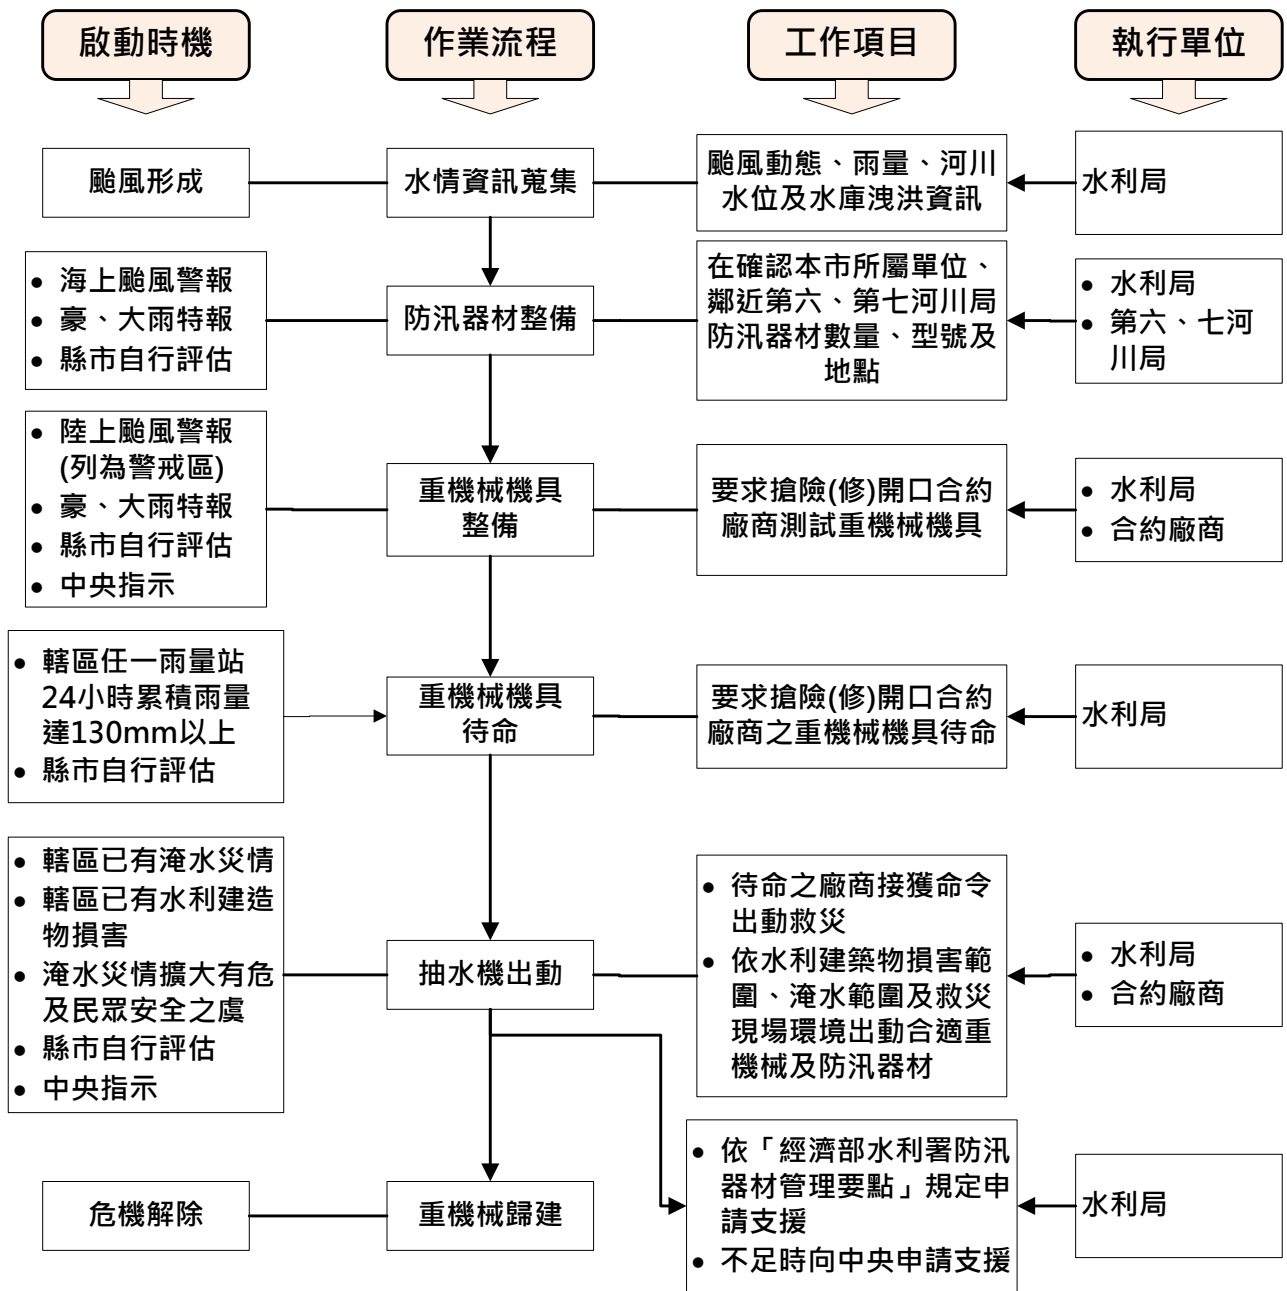 啟動時機
作業流程
工作項目
執行單位
颱風形成
水情資訊蒐集
颱風動態、雨量、河川
水位及水庫洩洪資訊
水利局
• 海上颱風警報
• 豪、大雨特報
• 縣市自行評估
防汛器材整備
在確認本市所屬單位、
鄰近第六、第七河川局
防汛器材數量、型號及
地點
• 水利局
• 第六、七河
川局
• 陸上颱風警報
(列為警戒區)
• 豪、大雨特報
• 縣市自行評估
• 中央指示
重機械機具
整備
要求搶險(修)開口合約
廠商測試重機械機具
• 水利局
• 合約廠商
• 轄區任一雨量站
24小時累積雨量
達130mm以上
• 縣市自行評估
重機械機具
待命
要求搶險(修)開口合約
廠商之重機械機具待命
水利局
• 轄區已有淹水災情
• 轄區已有水利建造
物損害
• 淹水災情擴大有危
及民眾安全之虞
• 縣市自行評估
• 中央指示
抽水機出動
• 待命之廠商接獲命令
出動救災
• 依水利建築物損害範
圍、淹水範圍及救災
現場環境出動合適重
機械及防汛器材
• 水利局
• 合約廠商
危機解除
重機械歸建
• 依「經濟部水利署防汛
器材管理要點」規定申
請支援
• 不足時向中央申請支援
水利局